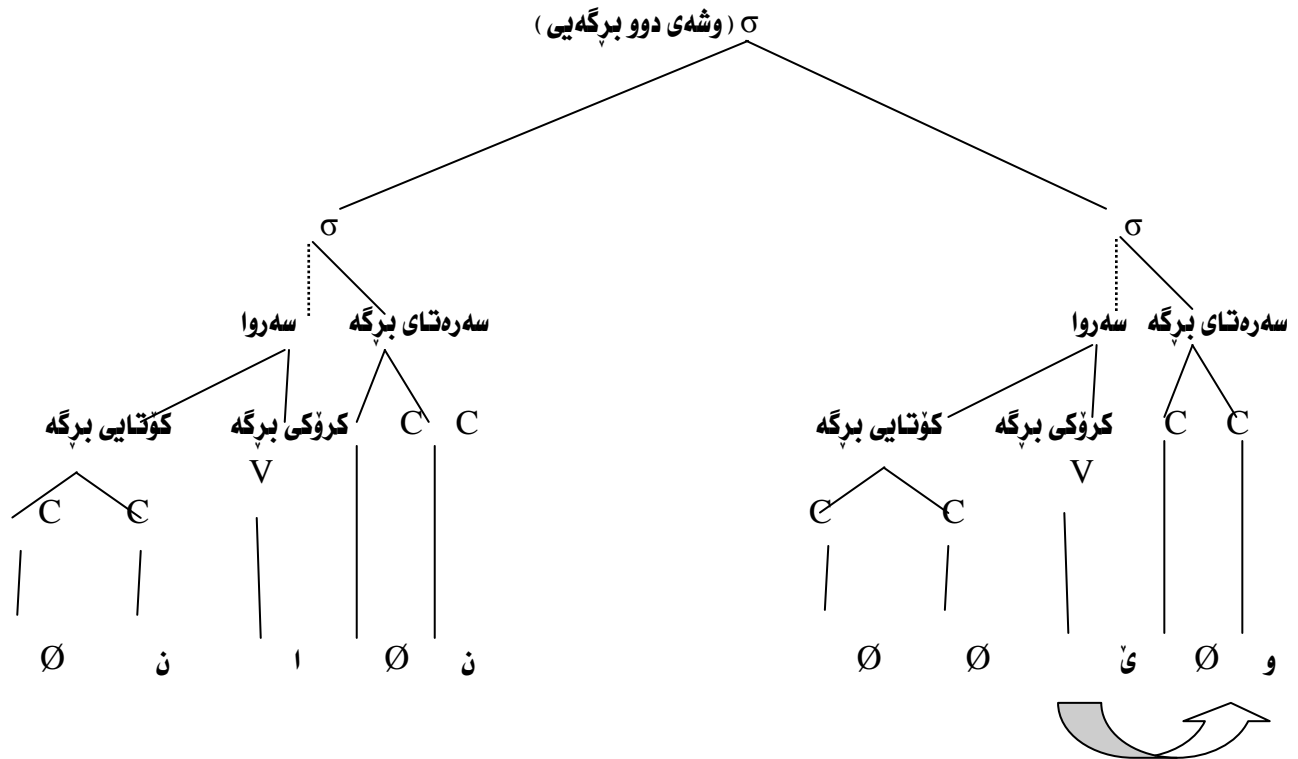 σ ( وشەی دوو بڕگەیی )
σ σ
سەرەتای بڕگە سەروا سەرەتای بڕگە سەروا
C C کرۆکی بڕگە کۆتایی بڕگە C C کرۆکی بڕگە کۆتایی بڕگە
V V
C C C C
و Ø ێ Ø Ø ن Ø ا ن Ø